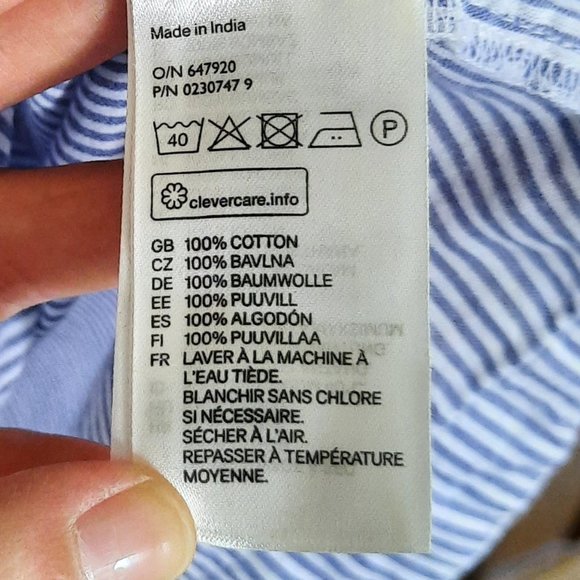 Made in India
O/N 647920
P/N 0230747 9
40 P
clevercare.info
GB 100% COTTON
CZ 100% BAVLNA
DE 100% BAUMWOLLE
EE 100% PUUVILL
ES 100% ALGODÓN
FI 100% PUUVILLAA
FR LAVER À LA MACHINE À
L'EAU TIÈDE.
BLANCHIR SANS CHLORE
SI NÉCESSAIRE.
SÉCHER À L'AIR.
REPASSER À TEMPÉRATURE
MOYENNE.